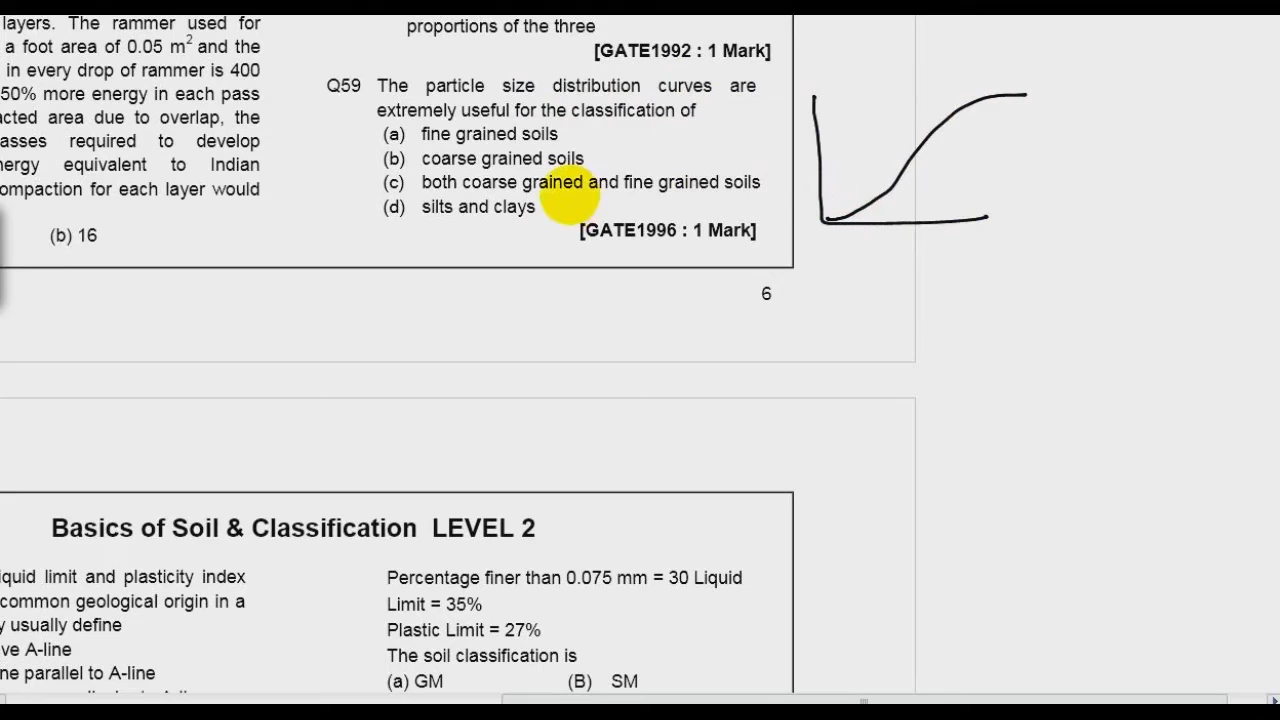 layers. The rammer used for
a foot area of 0.05 m2 and the
in every drop of rammer is 400
50% more energy in each pass
acted area due to overlap, the
asses required to develop
nergy equivalent to Indian
ompaction for each layer would
(b) 16
proportions of the three
[GATE1992 : 1 Mark]
Q59 The particle size distribution curves are
extremely useful for the classification of
(a) fine grained soils
(b) coarse grained soils
(c) both coarse grained and fine grained soils
(d) silts and clays
[GATE1996 : 1 Mark]
6
Basics of Soil & Classification LEVEL 2
iquid limit and plasticity index
common geological origin in a
y usually define
ve A-line
ne parallel to A-line
Percentage finer than 0.075 mm = 30 Liquid
Limit = 35%
Plastic Limit = 27%
The soil classification is
(a) GM (B) SM